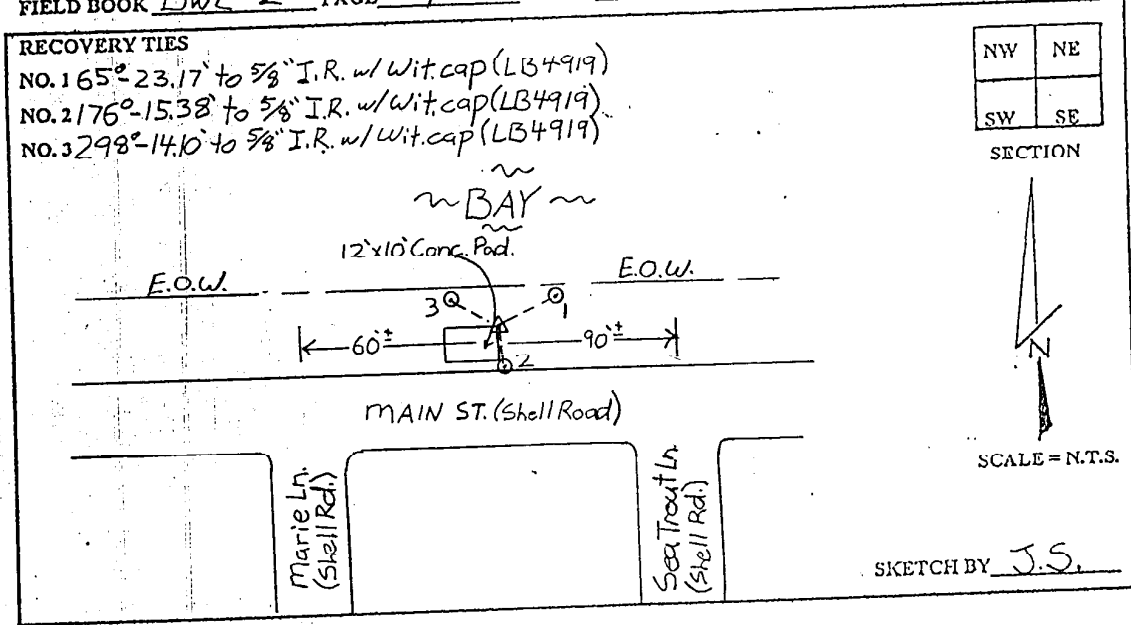 FIELD BOOK DWL-2 PAGE
RECOVERY TIES
NO. 1 65°-23.17' to 5/8" I.R. w/ Wit. cap (LB4919)
NO. 2 176°-15.38' to 5/8" I.R. w/ Wit. cap (LB4919)
NO. 3 298°-14.10' to 5/8" I.R. w/ Wit. cap (LB4919)
NW NE
SW SE
SECTION
~BAY~
12'x10' Conc. Pad.
E.O.W.
E.O.W.
3
1
60'±
90'±
2
N
MAIN ST. (Shell Road)
SCALE = N.T.S.
Marie Ln.
(Shell Rd.)
Sea Trout Ln.
(Shell Rd.)
SKETCH BY J.S.